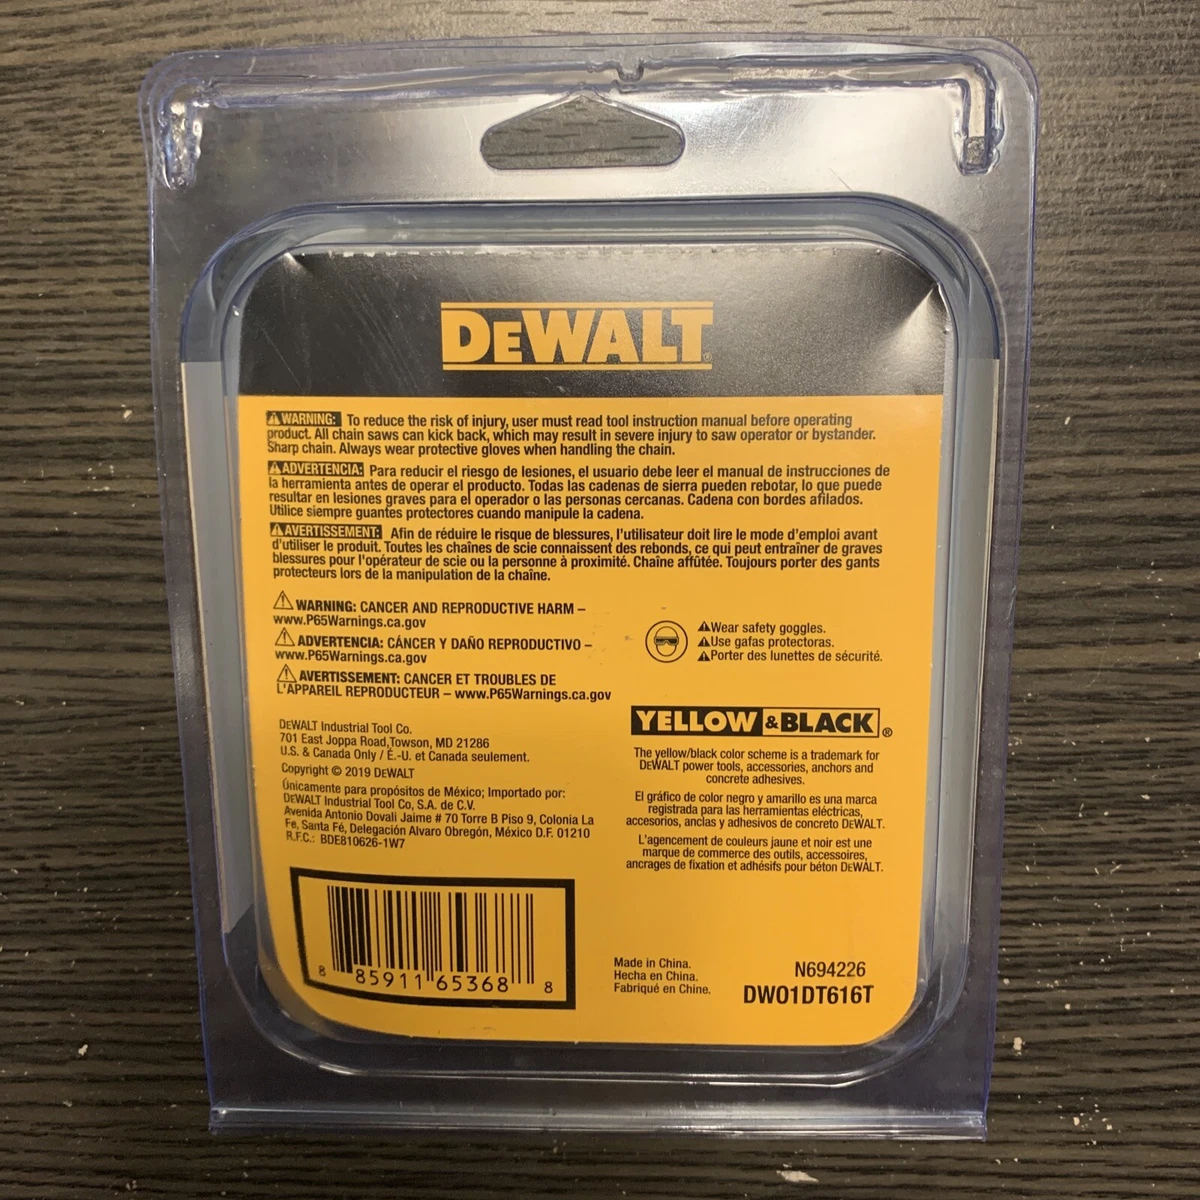 DEWALT®
WARNING: To reduce the risk of injury, user must read tool instruction manual before operating
product. All chain saws can kick back, which may result in severe injury to saw operator or bystander.
Sharp chain. Always wear protective gloves when handling the chain.
ADVERTENCIA: Para reducir el riesgo de lesiones, el usuario debe leer el manual de instrucciones de
la herramienta antes de operar el producto. Todas las cadenas de sierra pueden rebotar, lo que puede
resultar en lesiones graves para el operador o las personas cercanas. Cadena con bordes afilados.
Utilice siempre guantes protectores cuando manipule la cadena.
AVERTISSEMENT: Afin de réduire le risque de blessures, l'utilisateur doit lire le mode d'emploi avant
d'utiliser le produit. Toutes les chaînes de scie connaissent des rebonds, ce qui peut entraîner de graves
blessures pour l'opérateur de scie ou la personne à proximité. Chaîne affûtée. Toujours porter des gants
protecteurs lors de la manipulation de la chaîne.
WARNING: CANCER AND REPRODUCTIVE HARM –
www.P65Warnings.ca.gov
ADVERTENCIA: CÁNCER Y DAÑO REPRODUCTIVO –
www.P65Warnings.ca.gov
AVERTISSEMENT: CANCER ET TROUBLES DE
L'APPAREIL REPRODUCTEUR – www.P65Warnings.ca.gov
Wear safety goggles.
Use gafas protectoras.
Porter des lunettes de sécurité.
DEWALT Industrial Tool Co.
701 East Joppa Road, Towson, MD 21286
U.S. & Canada Only / É.-U. et Canada seulement.
Copyright © 2019 DEWALT
Únicamente para propósitos de México; Importado por:
DEWALT Industrial Tool Co, S.A. de C.V.
Avenida Antonio Dovali Jaime # 70 Torre B Piso 9, Colonia La
Fe, Santa Fé, Delegación Alvaro Obregón, México D.F. 01210
R.F.C.: BDE810626-1W7
YELLOW & BLACK®
The yellow/black color scheme is a trademark for
DEWALT power tools, accessories, anchors and
concrete adhesives.
El gráfico de color negro y amarillo es una marca
registrada para las herramientas eléctricas,
accesorios, anclas y adhesivos de concreto DEWALT.
L'agencement de couleurs jaune et noir est une
marque de commerce des outils, accessoires,
ancrages de fixation et adhésifs pour béton DEWALT.
8 85911 65368 8
Made in China.
Hecha en China.
Fabriqué en Chine.
N694226
DWO1DT616T